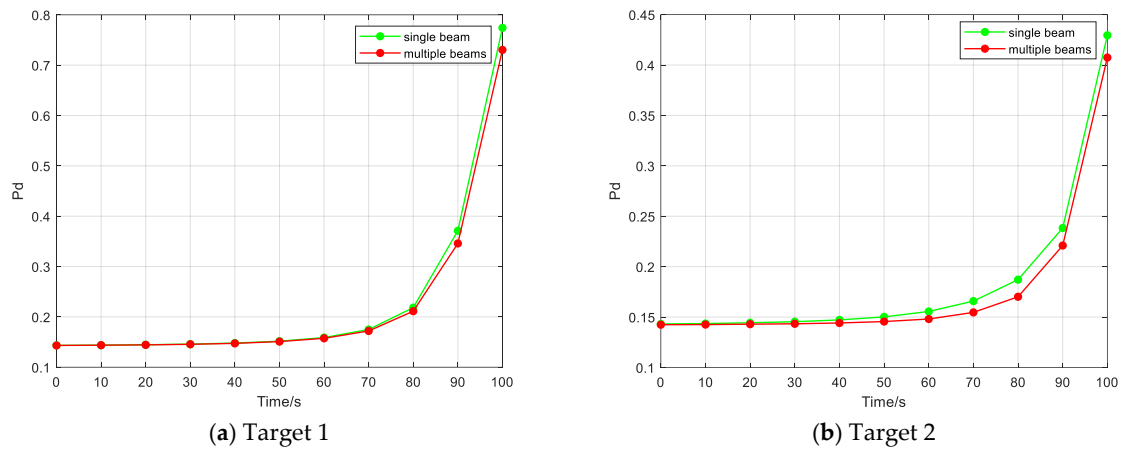 0.8
0.7
0.6
0.5
0.4
0.3
0.2
0.1
Pd
single beam
multiple beams
0 10 20 30 40 50 60 70 80 90 100
Time/s
(a) Target 1
0.45
0.4
0.35
0.3
0.25
0.2
0.15
0.1
Pd
single beam
multiple beams
0 10 20 30 40 50 60 70 80 90 100
Time/s
(b) Target 2